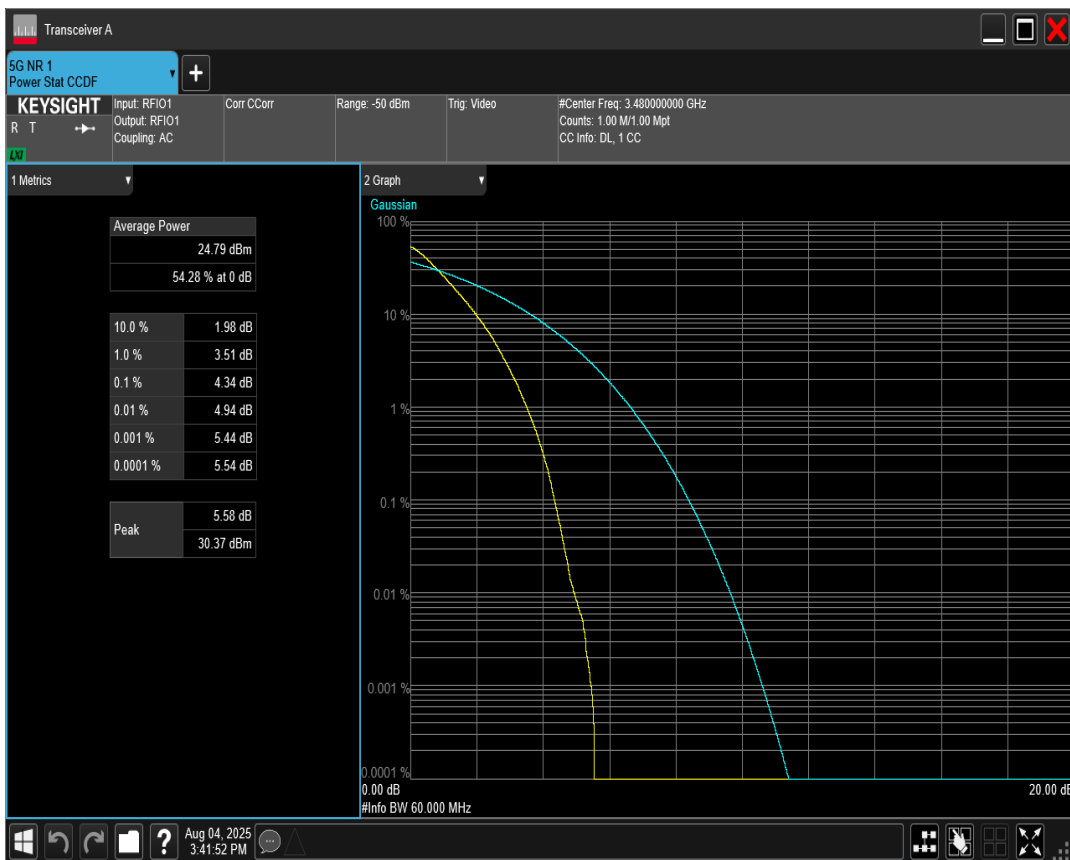 Transceiver A
5G NR 1
Power Stat CCDF
+
KEYSIGHT
R T
LXI
Input: RFIO1
Output: RFIO1
Coupling: AC
Corr CCorr
Range: -50 dBm
Trig: Video
#Center Freq: 3.480000000 GHz
Counts: 1.00 M/1.00 Mpt
CC Info: DL, 1 CC
1 Metrics
Average Power
24.79 dBm
54.28 % at 0 dB
10.0 % 1.98 dB
1.0 % 3.51 dB
0.1 % 4.34 dB
0.01 % 4.94 dB
0.001 % 5.44 dB
0.0001 % 5.54 dB
Peak
5.58 dB
30.37 dBm
2 Graph
Gaussian
100 %
10 %
1 %
0.1 %
0.01 %
0.001 %
0.0001 %
0.00 dB
20.00 dB
#Info BW 60.000 MHz
?
Aug 04, 2025
3:41:52 PM